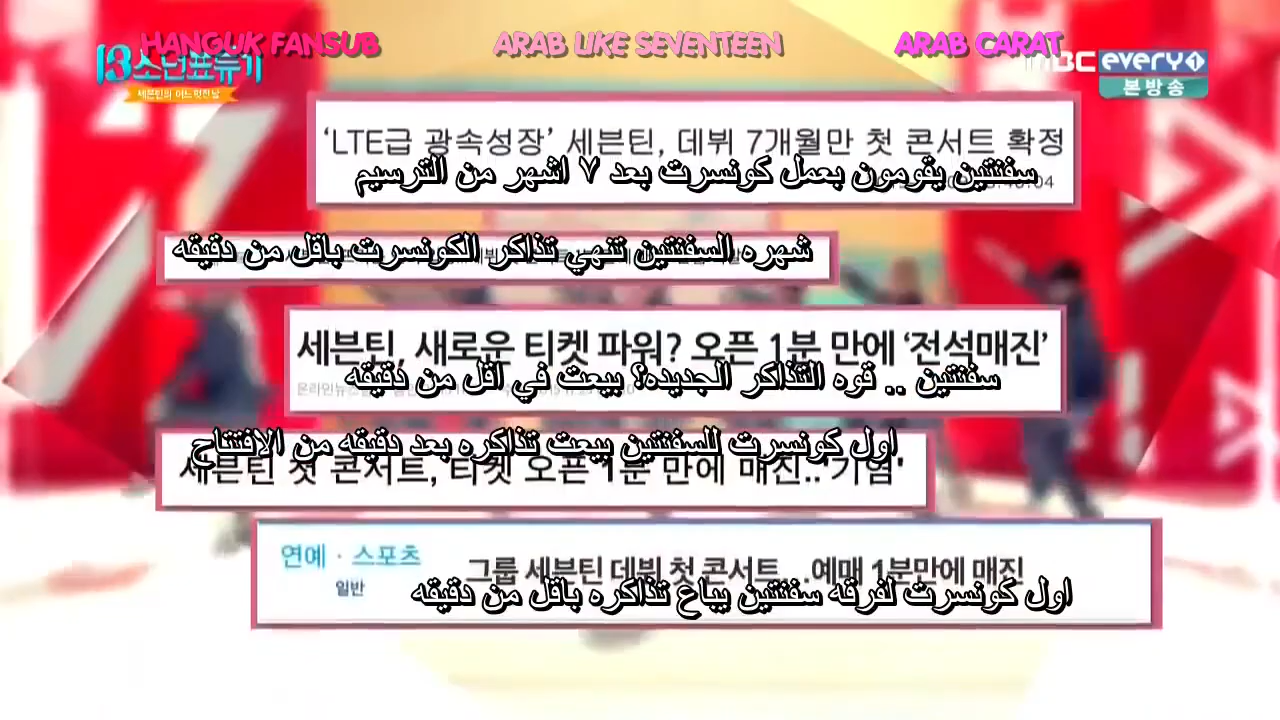 HANGUK FANSUB
ARAB LIKE SEVENTEEN
ARAB CARAT
13소년표류기
세븐틴의 어느 멋진 날
MBC every1
본방송
‘LTE급 광속성장’ 세븐틴, 데뷔 7개월만 첫 콘서트 확정
سفنتين يقومون بعمل كونسرت بعد ٧ اشهر من الترسيم
شهره السفنتين تنهي تذاكر الكونسرت باقل من دقيقه
세븐틴, 새로운 티켓 파워? 오픈 1분 만에 ‘전석매진’
سفنتين .. قوه التذاكر الجديده؟ بيعت في اقل من دقيقه
اول كونسرت للسفنتين بيعت تذاكره بعد دقيقه من الافتتاح
세븐틴 첫 콘서트, 티켓 오픈 1분 만에 매진..'기염'
연예 · 스포츠
일반
그룹 세븐틴 데뷔 첫 콘서트…예매 1분만에 매진
اول كونسرت لفرقه سفنتين يباع تذاكره باقل من دقيقه